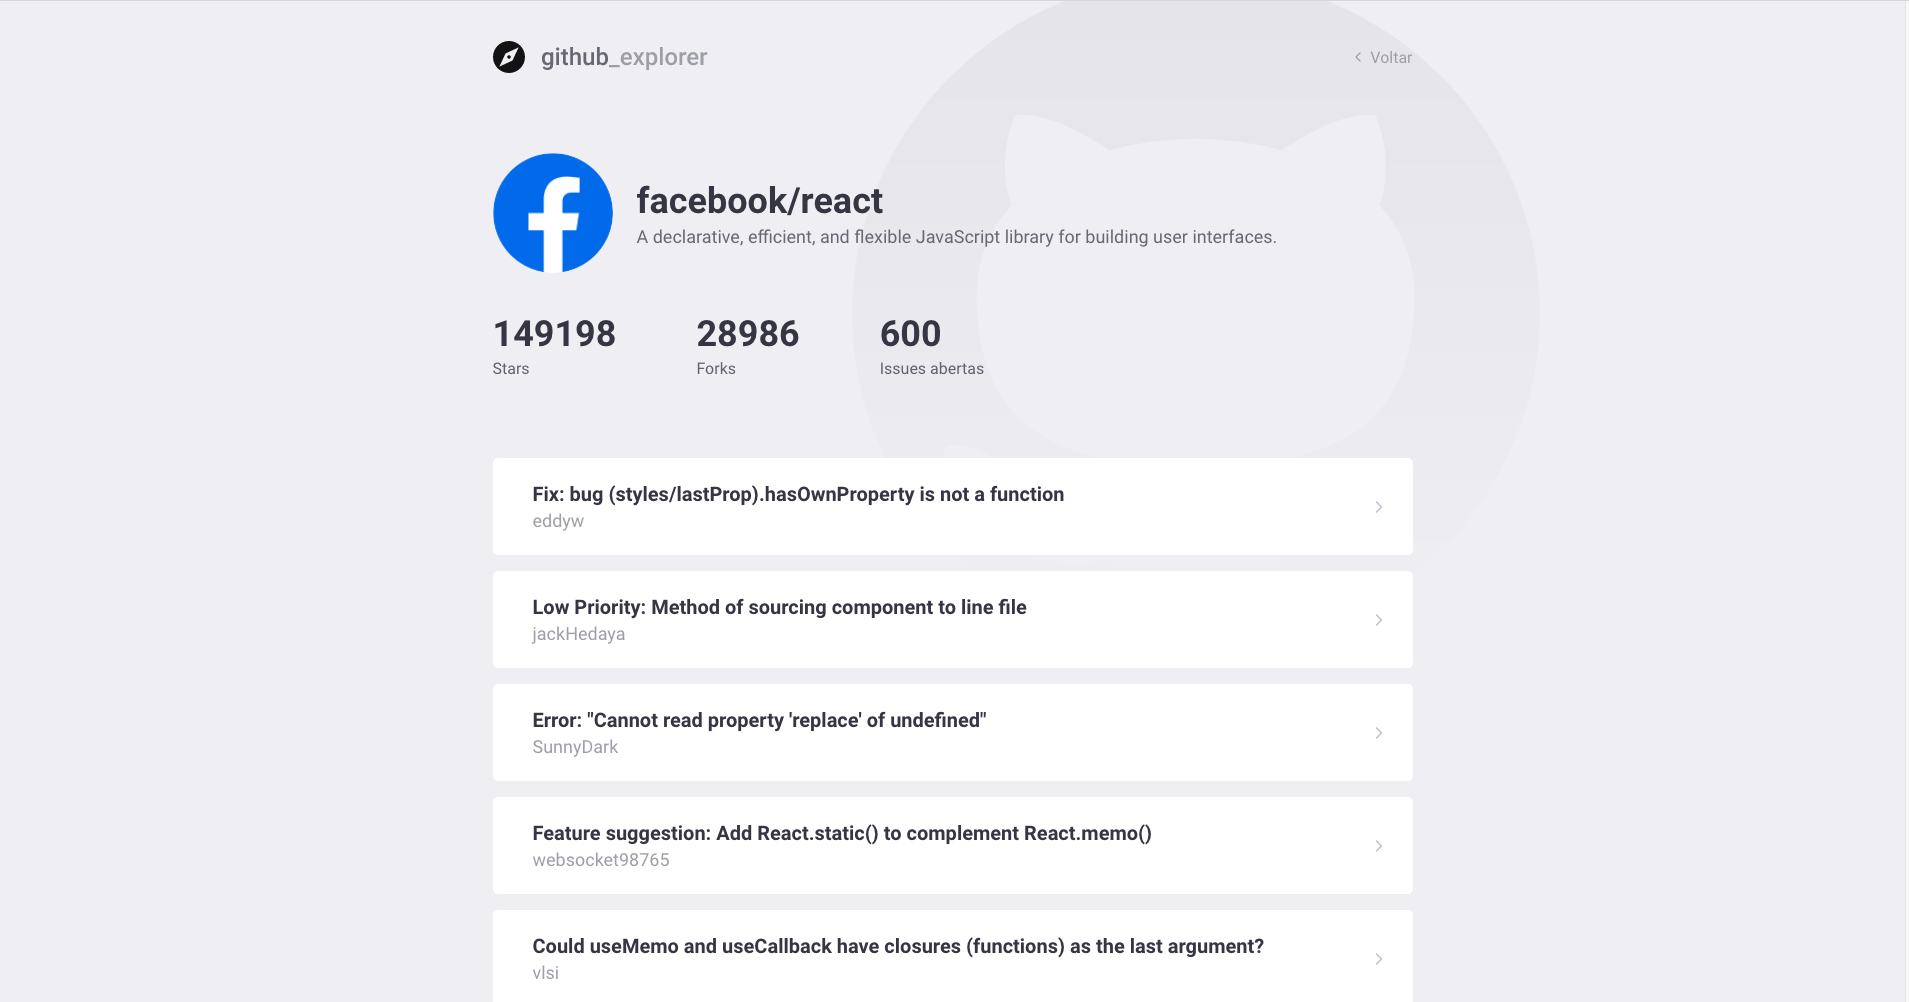 github_explorer
Voltar
facebook/react
A declarative, efficient, and flexible JavaScript library for building user interfaces.
149198 28986 600
Stars Forks Issues abertas
Fix: bug (styles/lastProp).hasOwnProperty is not a function
eddyw
Low Priority: Method of sourcing component to line file
jackHedaya
Error: "Cannot read property 'replace' of undefined"
SunnyDark
Feature suggestion: Add React.static() to complement React.memo()
websocket98765
Could useMemo and useCallback have closures (functions) as the last argument?
vlsi